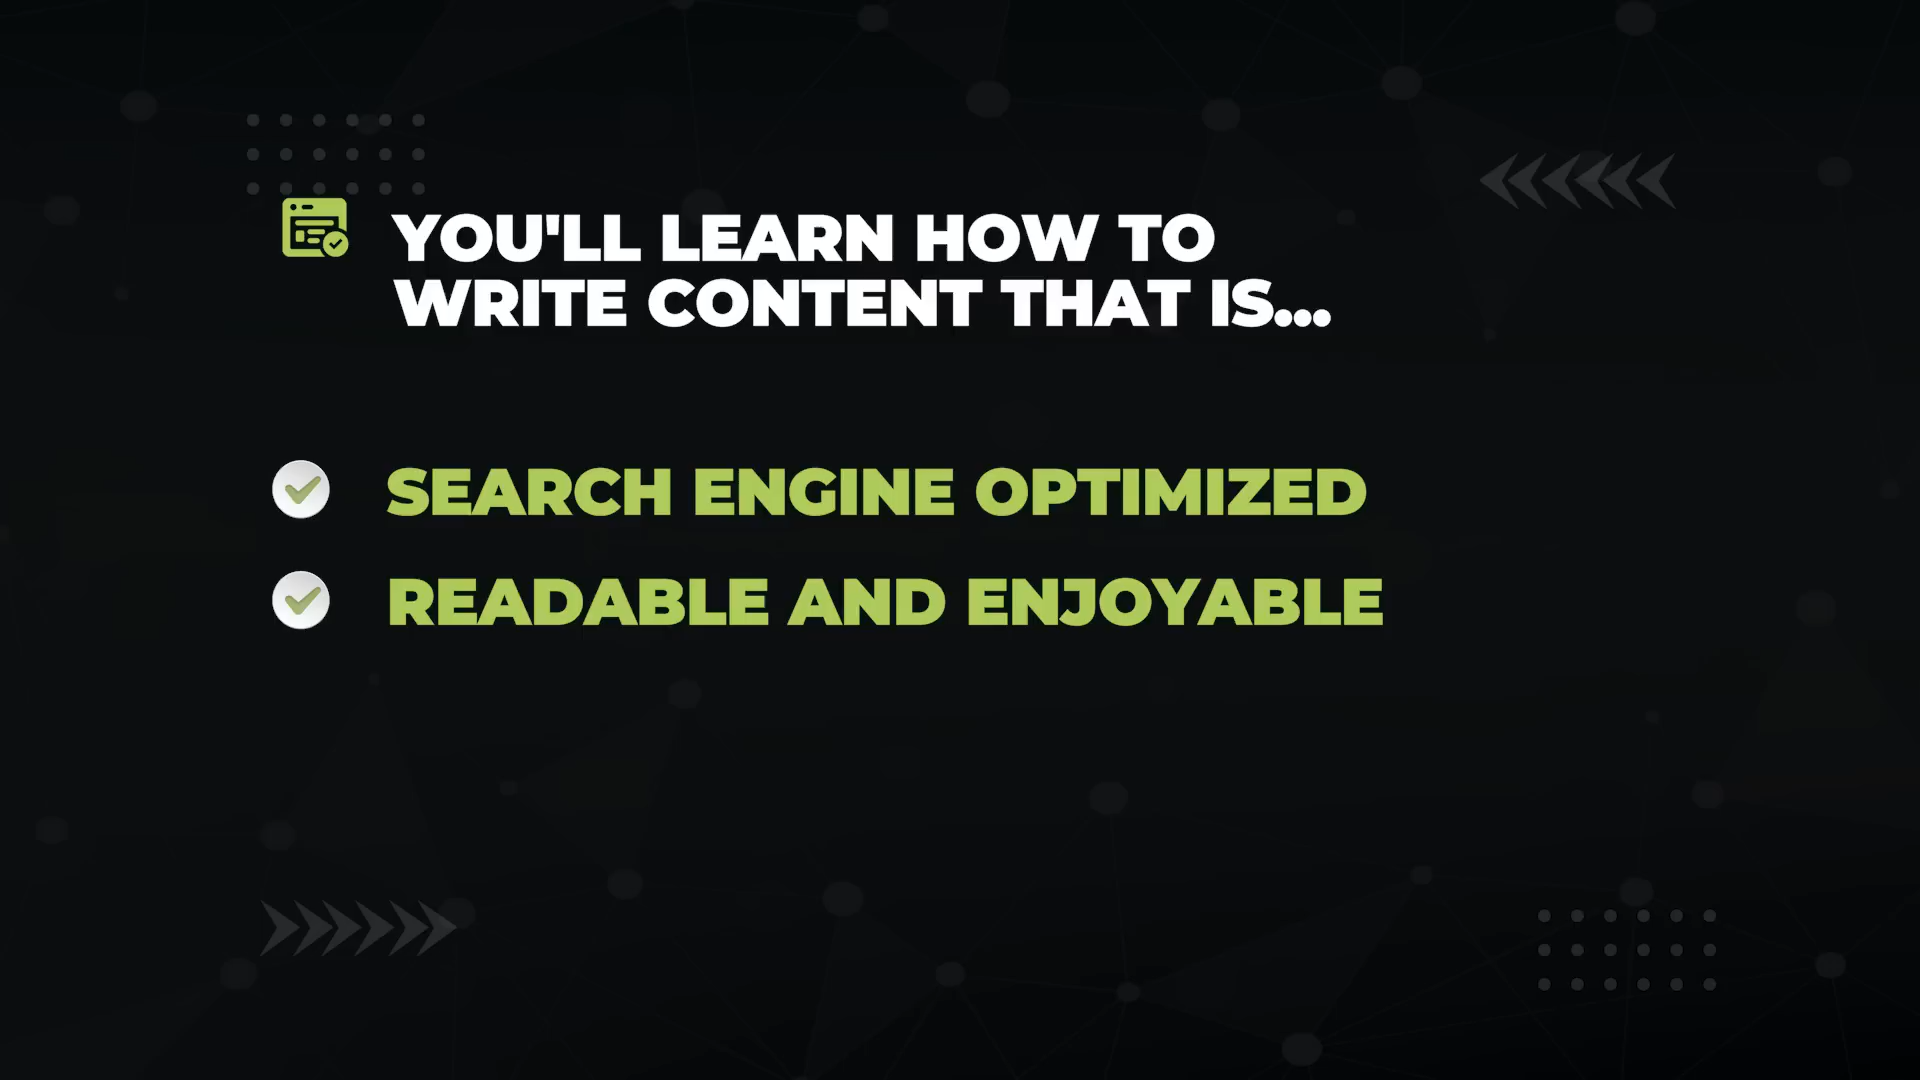 YOU'LL LEARN HOW TO
WRITE CONTENT THAT IS...
SEARCH ENGINE OPTIMIZED
READABLE AND ENJOYABLE